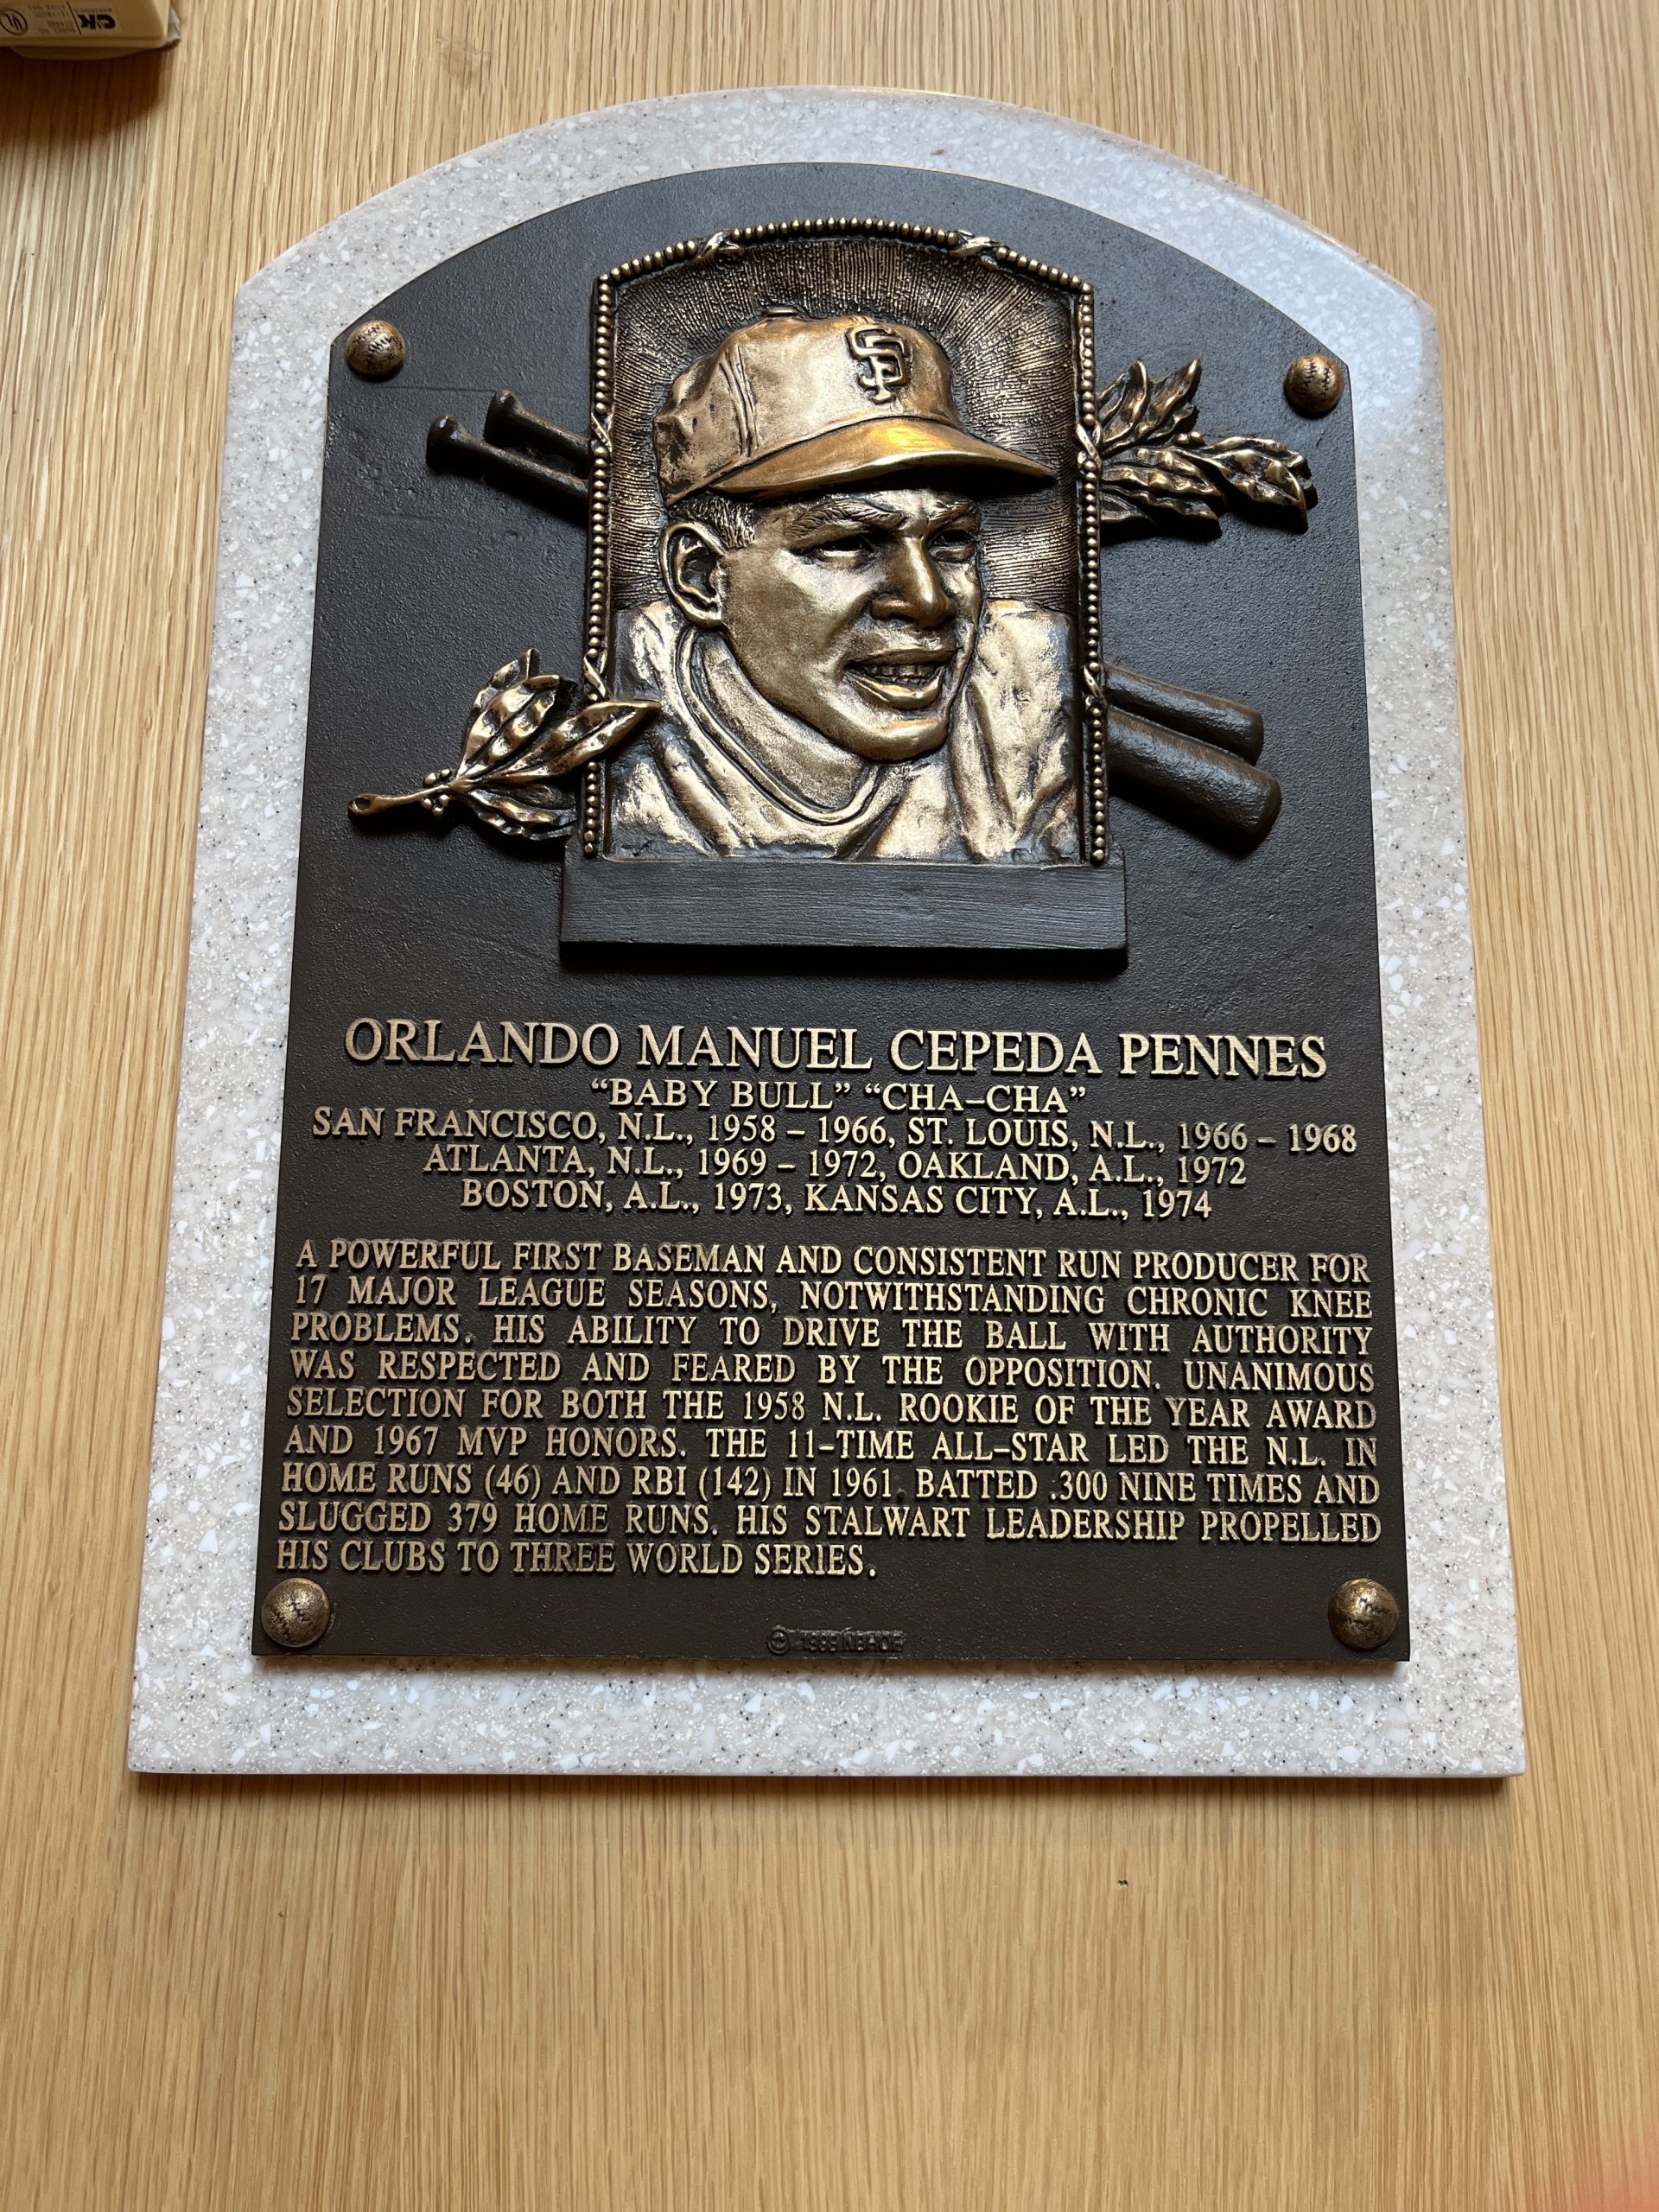 SF
ORLANDO MANUEL CEPEDA PENNES
“BABY BULL” “CHA–CHA”
SAN FRANCISCO, N.L., 1958 – 1966, ST. LOUIS, N.L., 1966 – 1968
ATLANTA, N.L., 1969 – 1972, OAKLAND, A.L., 1972
BOSTON, A.L., 1973, KANSAS CITY, A.L., 1974
A POWERFUL FIRST BASEMAN AND CONSISTENT RUN PRODUCER FOR
17 MAJOR LEAGUE SEASONS, NOTWITHSTANDING CHRONIC KNEE
PROBLEMS. HIS ABILITY TO DRIVE THE BALL WITH AUTHORITY
WAS RESPECTED AND FEARED BY THE OPPOSITION. UNANIMOUS
SELECTION FOR BOTH THE 1958 N.L. ROOKIE OF THE YEAR AWARD
AND 1967 MVP HONORS. THE 11–TIME ALL–STAR LED THE N.L. IN
HOME RUNS (46) AND RBI (142) IN 1961. BATTED .300 NINE TIMES AND
SLUGGED 379 HOME RUNS. HIS STALWART LEADERSHIP PROPELLED
HIS CLUBS TO THREE WORLD SERIES.